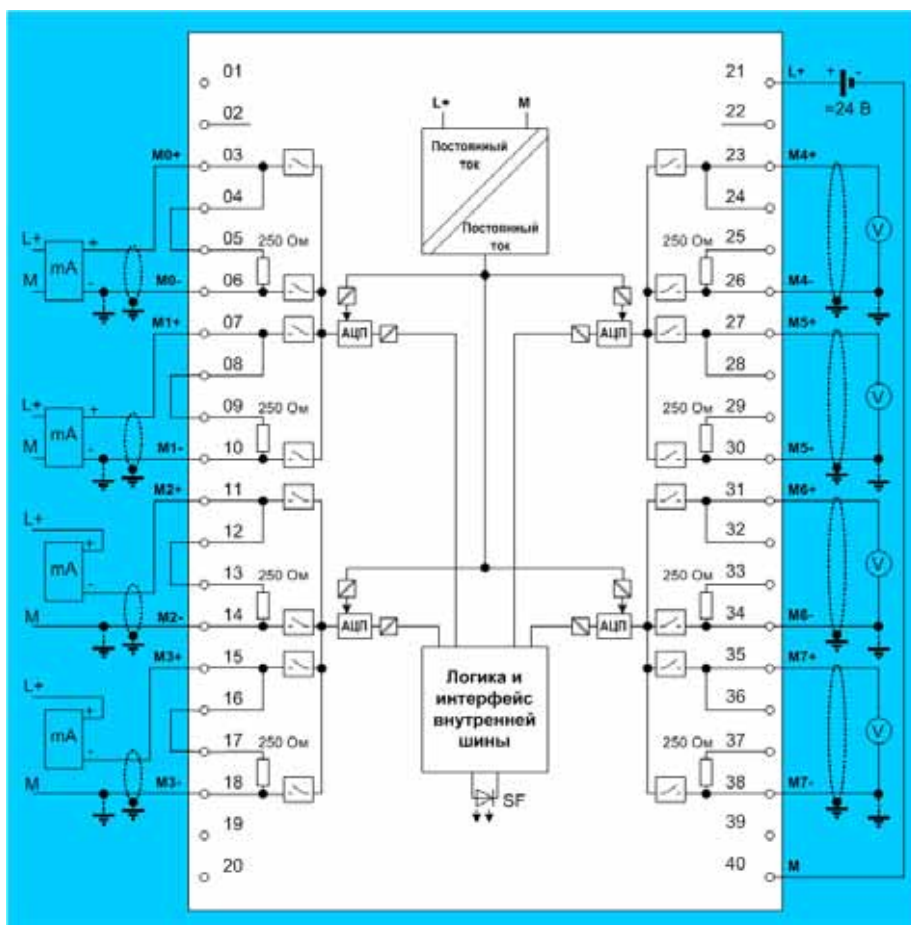 01
02
M0+
03
04
L+
+
05
250 Ом
mA
M
-
M0-
06
M1+
07
08
L+
+
09
250 Ом
mA
M
-
M1-
10
M2+
11
L+
12
+
mA
-
13
250 Ом
M
M2-
14
M3+
15
L+
16
+
mA
-
17
250 Ом
M
M3-
18
19
20
L+
M
Постоянный
ток
Постоянный
ток
АЦП
АЦП
АЦП
АЦП
Логика и
интерфейс
внутренней
шины
SF
21
L+
+
-
=24 В
22
23
M4+
24
V
250 Ом
25
26
M4-
27
M5+
28
V
250 Ом
29
30
M5-
31
M6+
32
V
250 Ом
33
34
M6-
35
M7+
36
V
250 Ом
37
38
M7-
39
40
M